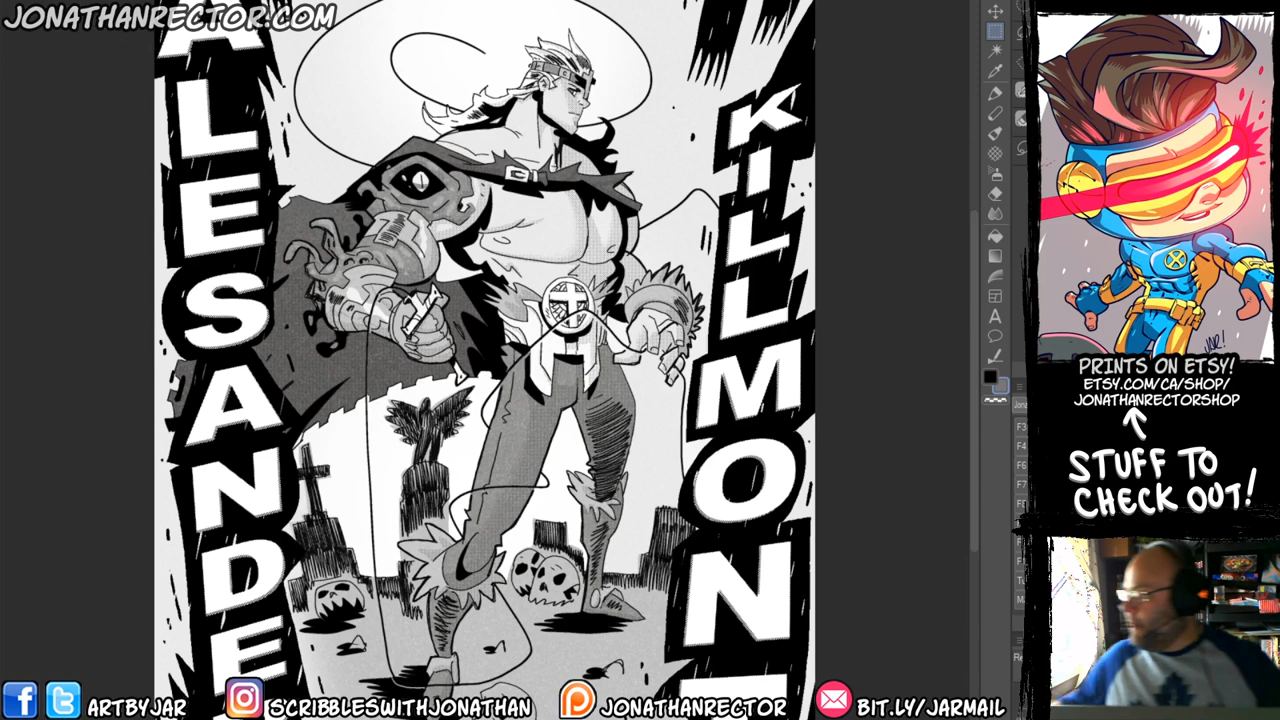 JONATHANRECTOR.COM
ALESANDE
KILLMON
JAR!
PRINTS ON ETSY!
ETSY.COM/CA/SHOP/
JONATHANRECTORSHOP
STUFF TO
CHECK OUT!
ARTBYJAR
SCRIBBLESWITHJONATHAN
JONATHANRECTOR
BIT.LY/JARMAIL